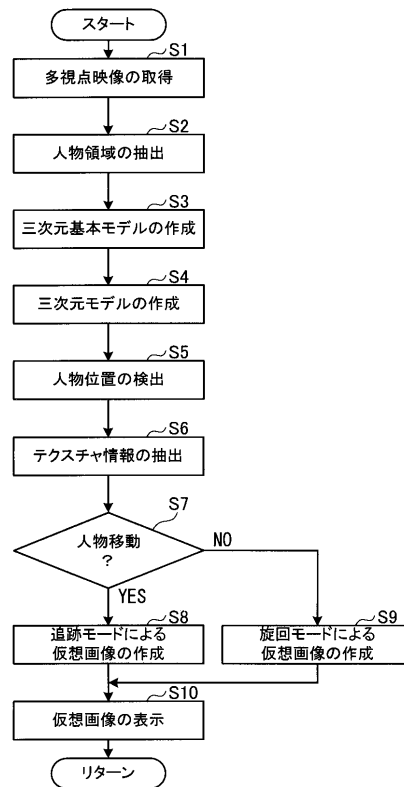 スタート
S1
多視点映像の取得
S2
人物領域の抽出
S3
三次元基本モデルの作成
S4
三次元モデルの作成
S5
人物位置の検出
S6
テクスチャ情報の抽出
S7
人物移動
?
NO
YES
S8
追跡モードによる
仮想画像の作成
S9
旋回モードによる
仮想画像の作成
S10
仮想画像の表示
リターン